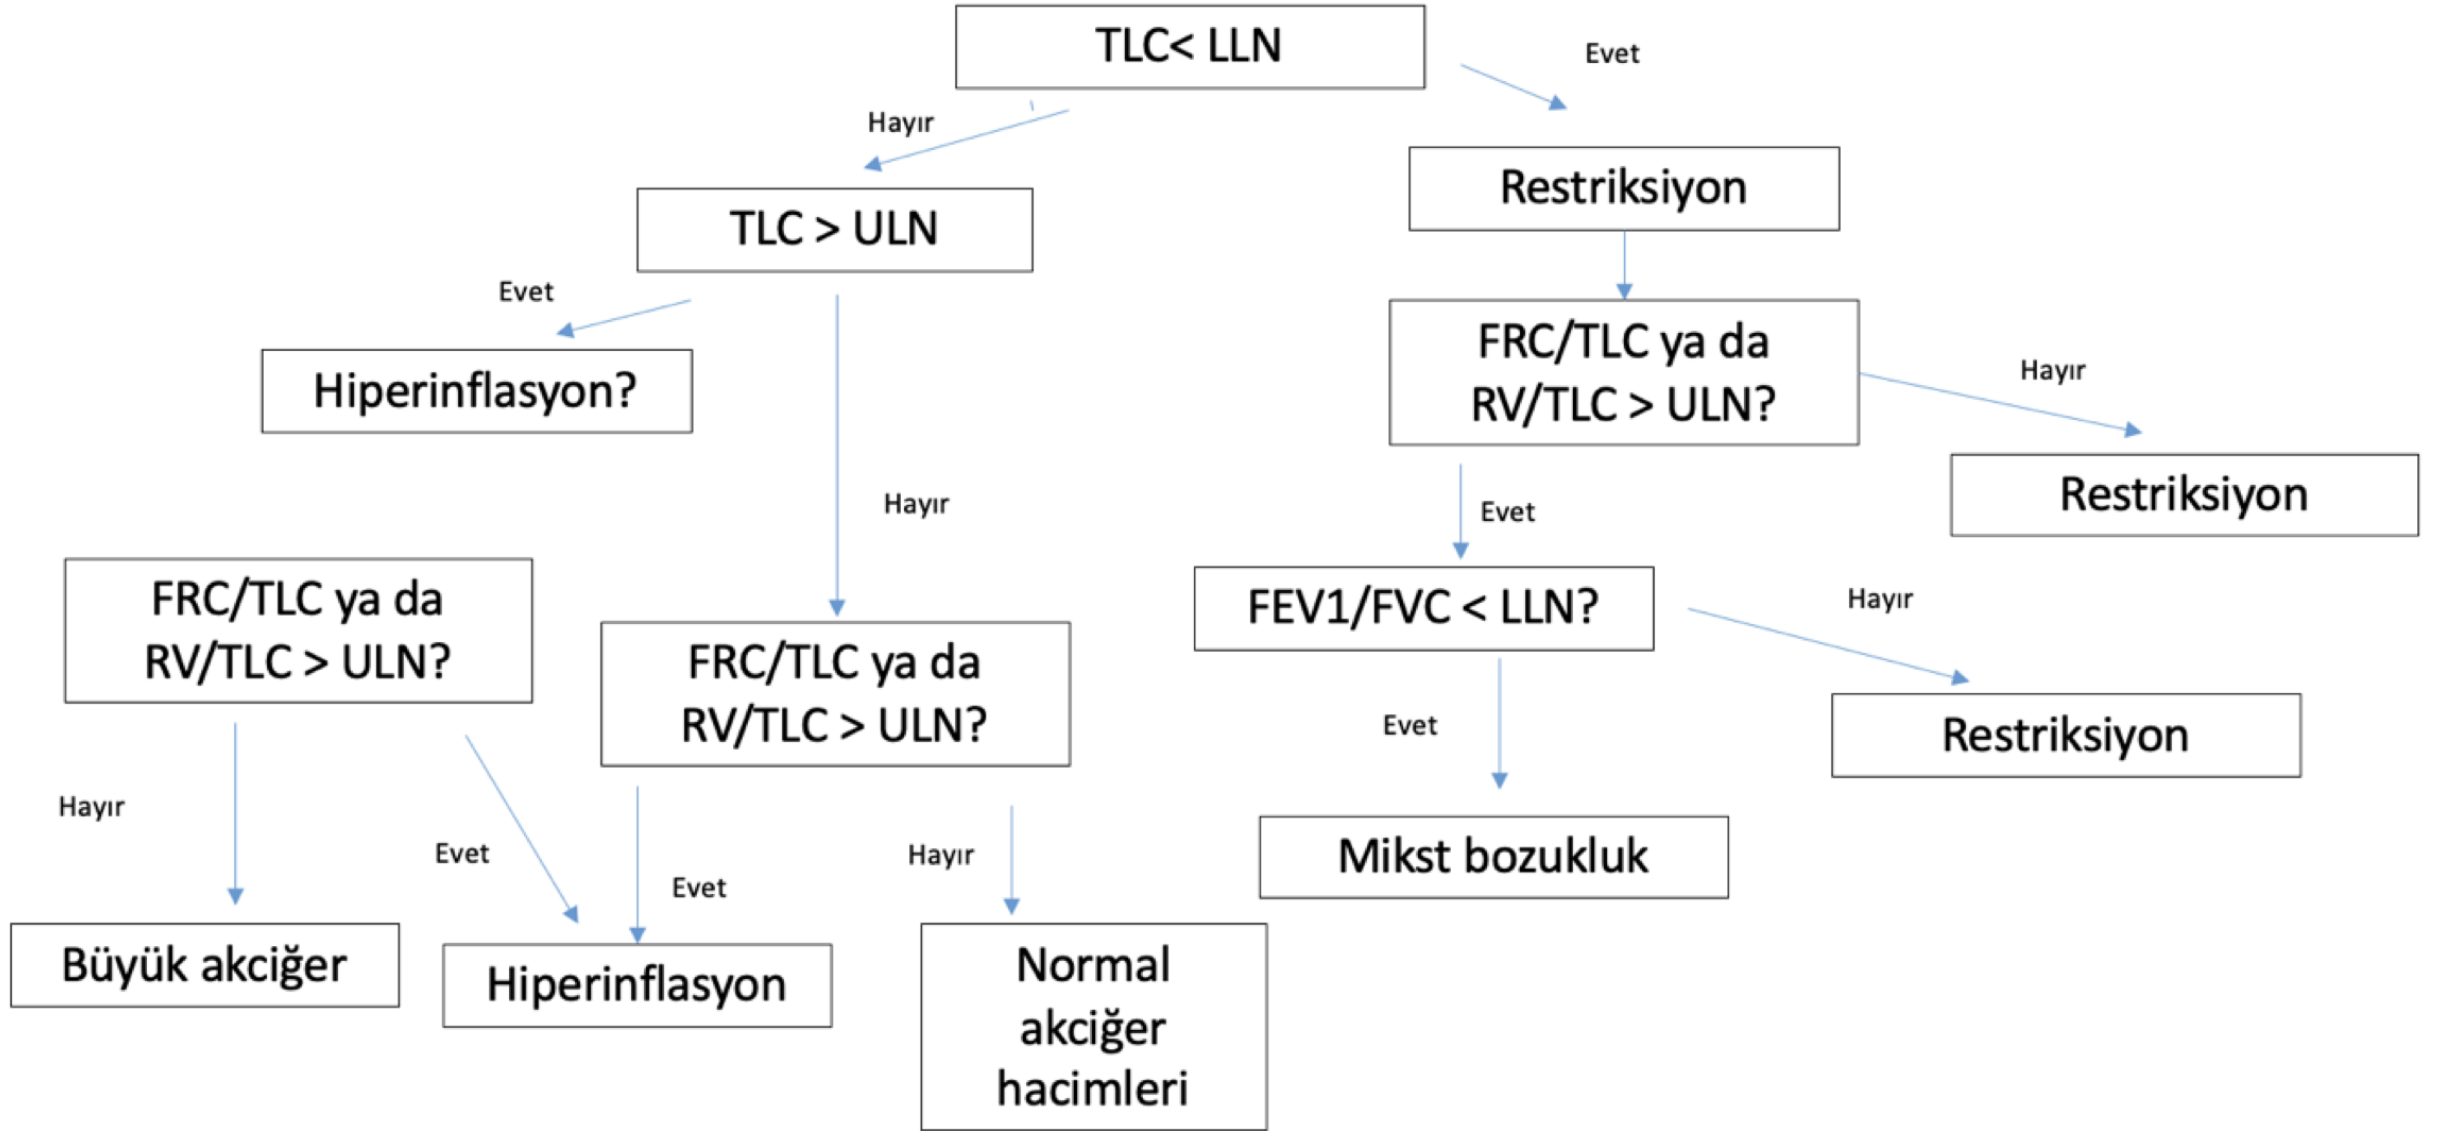 TLC< LLN
Evet
Hayır
Restriksiyon
TLC > ULN
Evet
Hiperinflasyon?
FRC/TLC ya da
RV/TLC > ULN?
Hayır
Restriksiyon
Hayır
Evet
FRC/TLC ya da
RV/TLC > ULN?
FRC/TLC ya da
RV/TLC > ULN?
FEV1/FVC < LLN?
Hayır
Restriksiyon
Evet
Hayır
Evet
Evet
Hayır
Mikst bozukluk
Büyük akciğer
Hiperinflasyon
Normal
akciğer
hacimleri